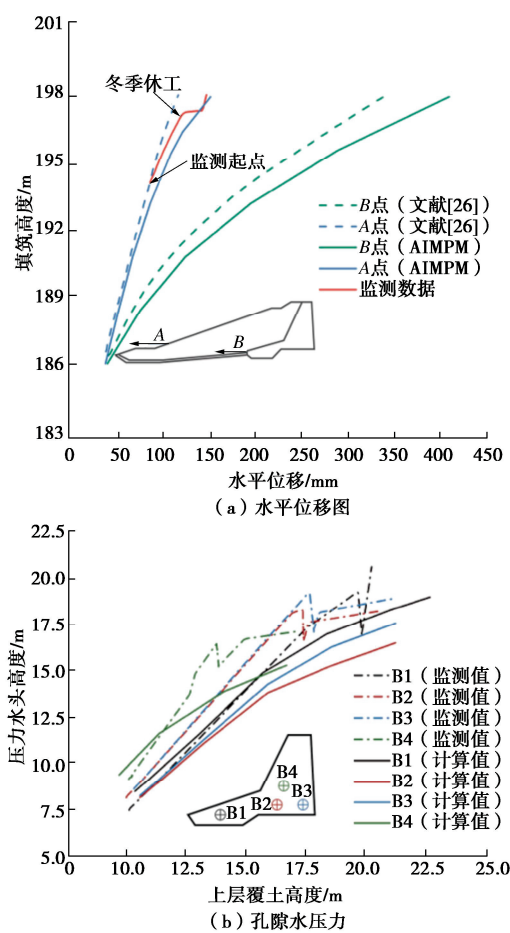 201
198
195
192
189
186
183
填筑高度/m
冬季休工
监测起点
B点（文献[26]）
A点（文献[26]）
B点（AIMPM）
A点（AIMPM）
监测数据
A
B
0 50 100 150 200 250 300 350 400 450
水平位移/mm
（a）水平位移图
22.5
20.0
17.5
15.0
12.5
10.0
7.5
5.0
压力水头高度/m
B1（监测值）
B2（监测值）
B3（监测值）
B4（监测值）
B1（计算值）
B2（计算值）
B3（计算值）
B4（计算值）
B4
B1 B2 B3
10.0 12.5 15.0 17.5 20.0 22.5 25.0
上层覆土高度/m
（b）孔隙水压力